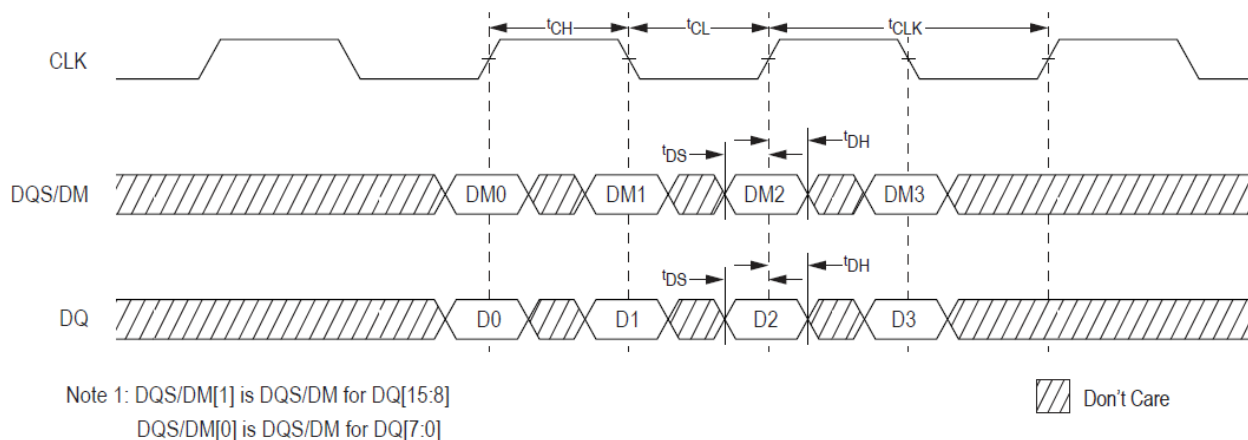 tCH tCL tCLK
CLK
tDS tDH
DQS/DM DM0 DM1 DM2 DM3
tDS tDH
DQ D0 D1 D2 D3
Note 1: DQS/DM[1] is DQS/DM for DQ[15:8]
DQS/DM[0] is DQS/DM for DQ[7:0]
Don't Care